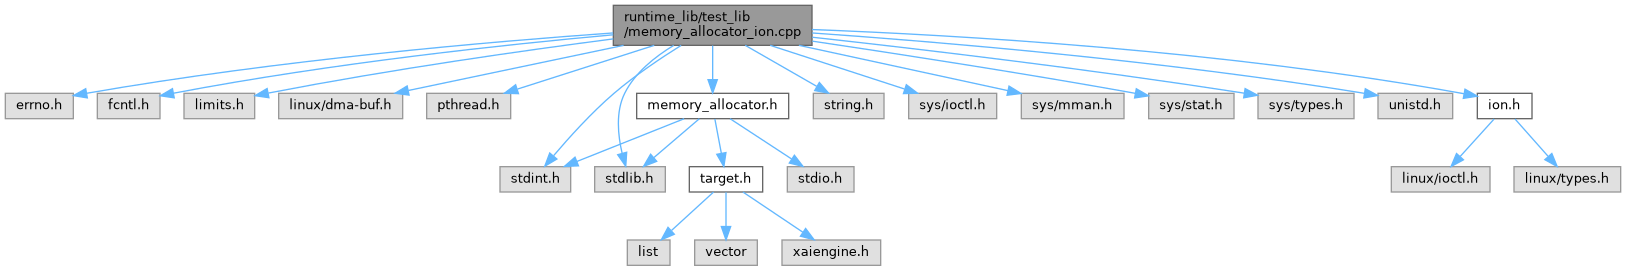 runtime_lib/test_lib
/memory_allocator_ion.cpp
errno.h
fcntl.h
limits.h
linux/dma-buf.h
pthread.h
memory_allocator.h
string.h
sys/ioctl.h
sys/mman.h
sys/stat.h
sys/types.h
unistd.h
ion.h
stdint.h
stdlib.h
target.h
stdio.h
linux/ioctl.h
linux/types.h
list
vector
xaiengine.h